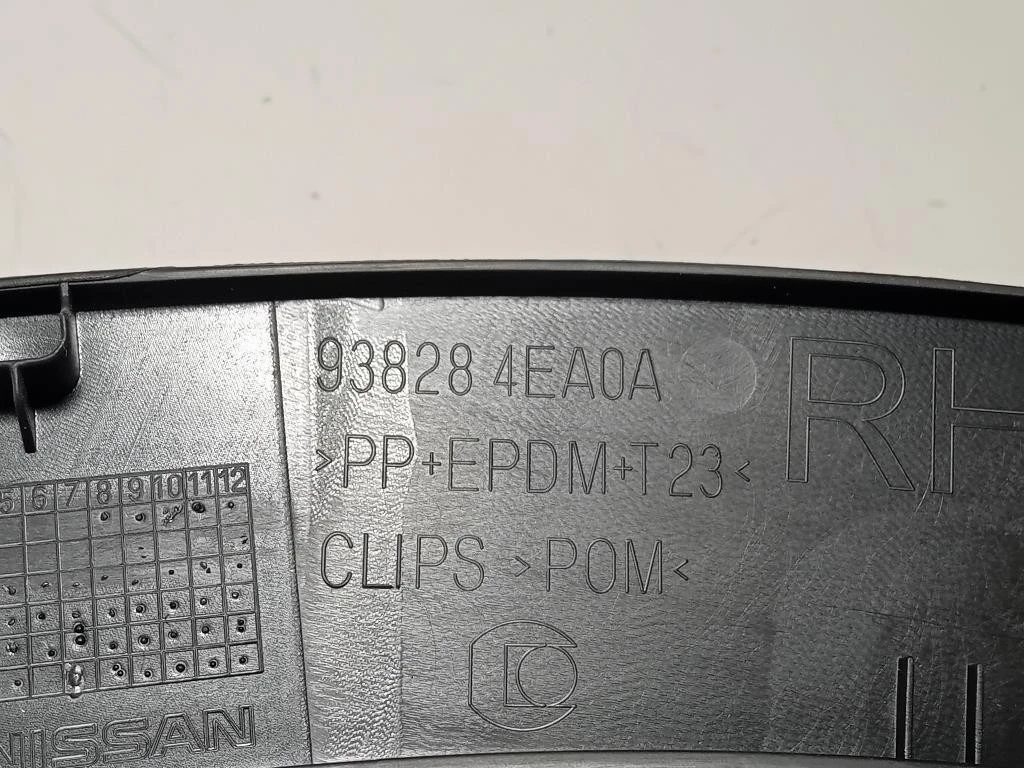 93828 4EA0A
RH
>PP+EPDM+T23<
CLIPS >POM<
5 6 7 8 9 10 11 12
NISSAN